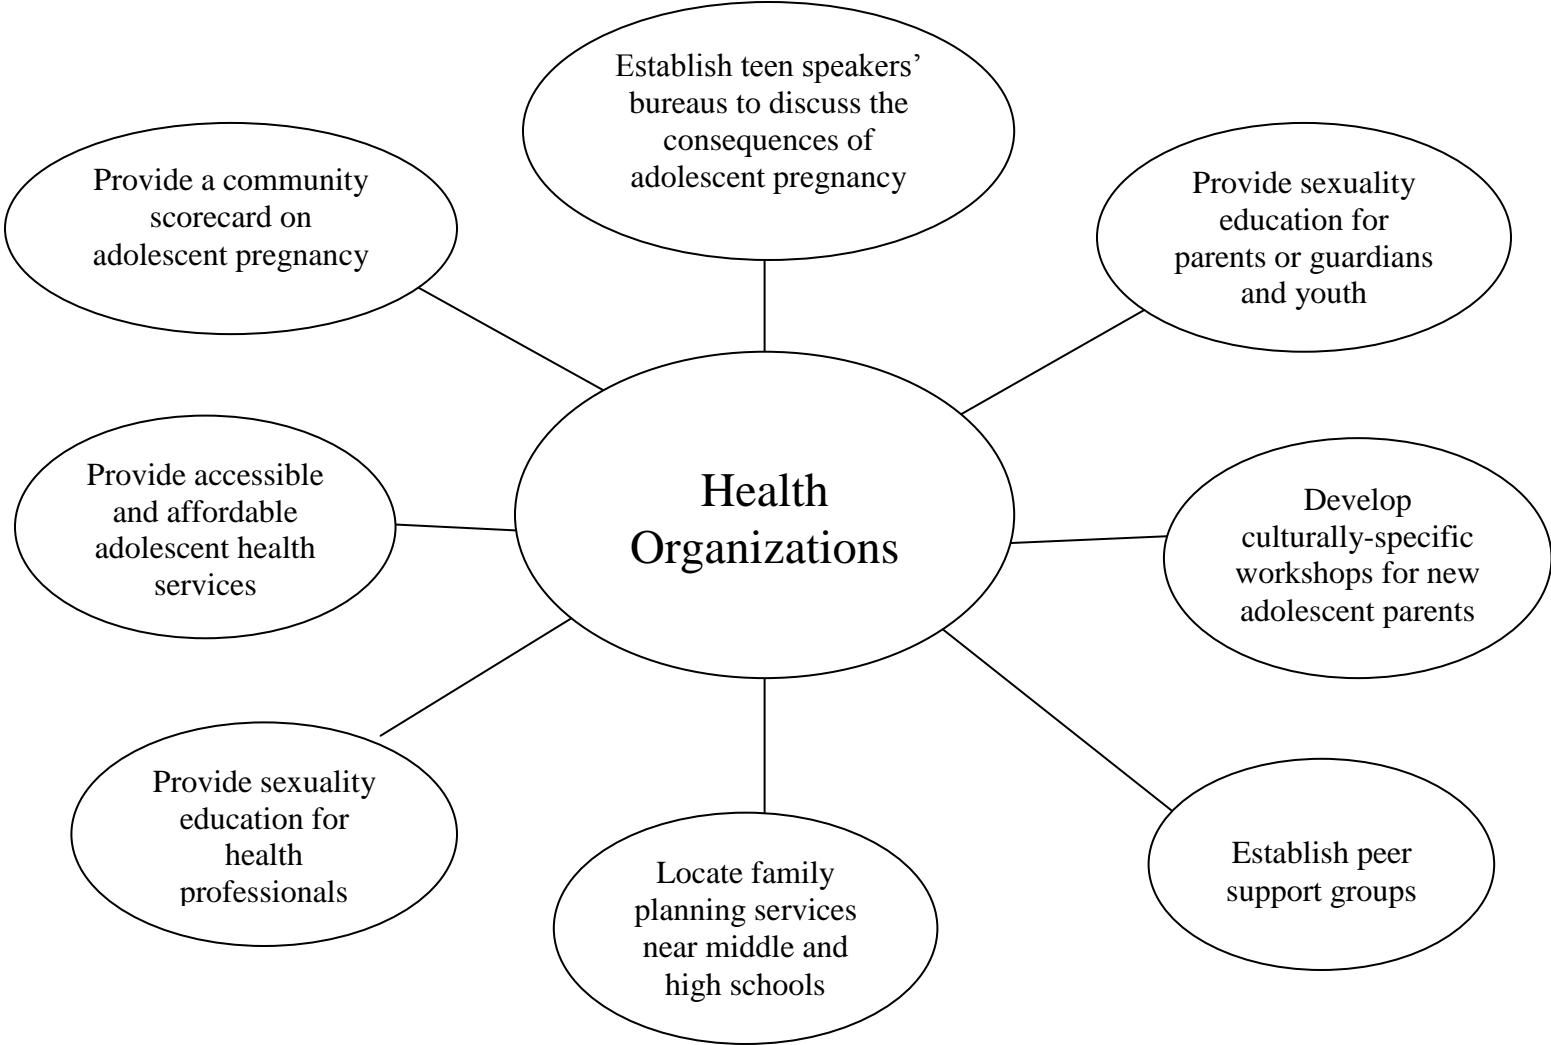 Establish teen speakers’
bureaus to discuss the
consequences of
adolescent pregnancy
Provide a community
scorecard on
adolescent pregnancy
Provide sexuality
education for
parents or guardians
and youth
Health
Organizations
Provide accessible
and affordable
adolescent health
services
Develop
culturally-specific
workshops for new
adolescent parents
Provide sexuality
education for
health
professionals
Locate family
planning services
near middle and
high schools
Establish peer
support groups